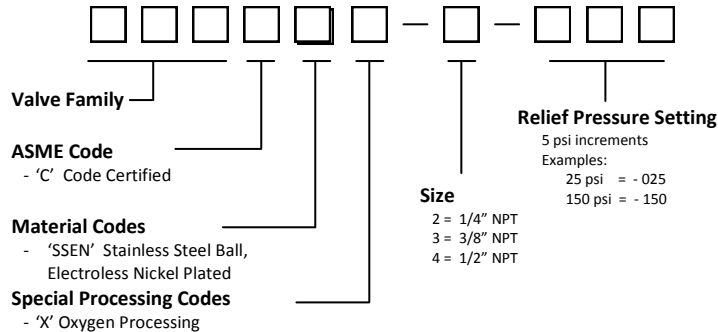 Valve Family
ASME Code
- 'C' Code Certified
Material Codes
- 'SSEN' Stainless Steel Ball,
Electroless Nickel Plated
Special Processing Codes
- 'X' Oxygen Processing
Size
2 = 1/4" NPT
3 = 3/8" NPT
4 = 1/2" NPT
Relief Pressure Setting
5 psi increments
Examples:
25 psi = - 025
150 psi = - 150